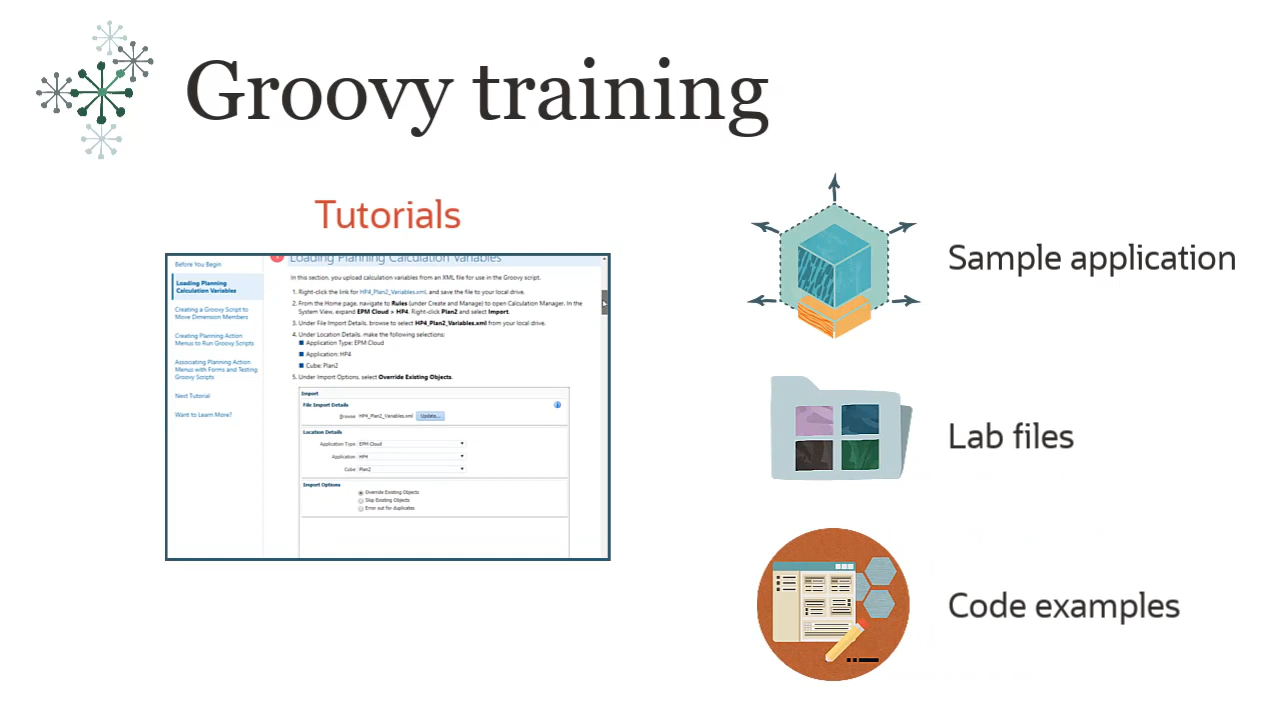 Groovy training
Tutorials
Before You Begin
Loading Planning
Calculation Variables
Creating a Groovy Script to
Move Dimension Members
Creating Planning Action
Menus to Run Groovy Scripts
Associating Planning Action
Menus with Forms and Testing
Groovy Scripts
Next Tutorial
Want to Learn More?
Loading Planning Calculation Variables
In this section, you upload calculation variables from an XML file for use in the Groovy script.
1. Right-click the link for HP4_Plan2_Variables.xml, and save the file to your local drive.
2. From the Home page, navigate to Rules (under Create and Manage) to open Calculation Manager. In the
System View, expand EPM Cloud > HP4. Right-click Plan2 and select Import.
3. Under File Import Details, browse to select HP4_Plan2_Variables.xml from your local drive.
4. Under Location Details, make the following selections:
Application Type: EPM Cloud
Application: HP4
Cube: Plan2
5. Under Import Options, select Override Existing Objects.
Import
File Import Details
Browse HP4_Plan2_Variables.xml Update...
Location Details
Application Type EPM-Cloud
Application HP4
Cube Plan2
Import Options
Override Existing Objects
Skip Existing Objects
Error out for duplicates
Sample application
Lab files
Code examples